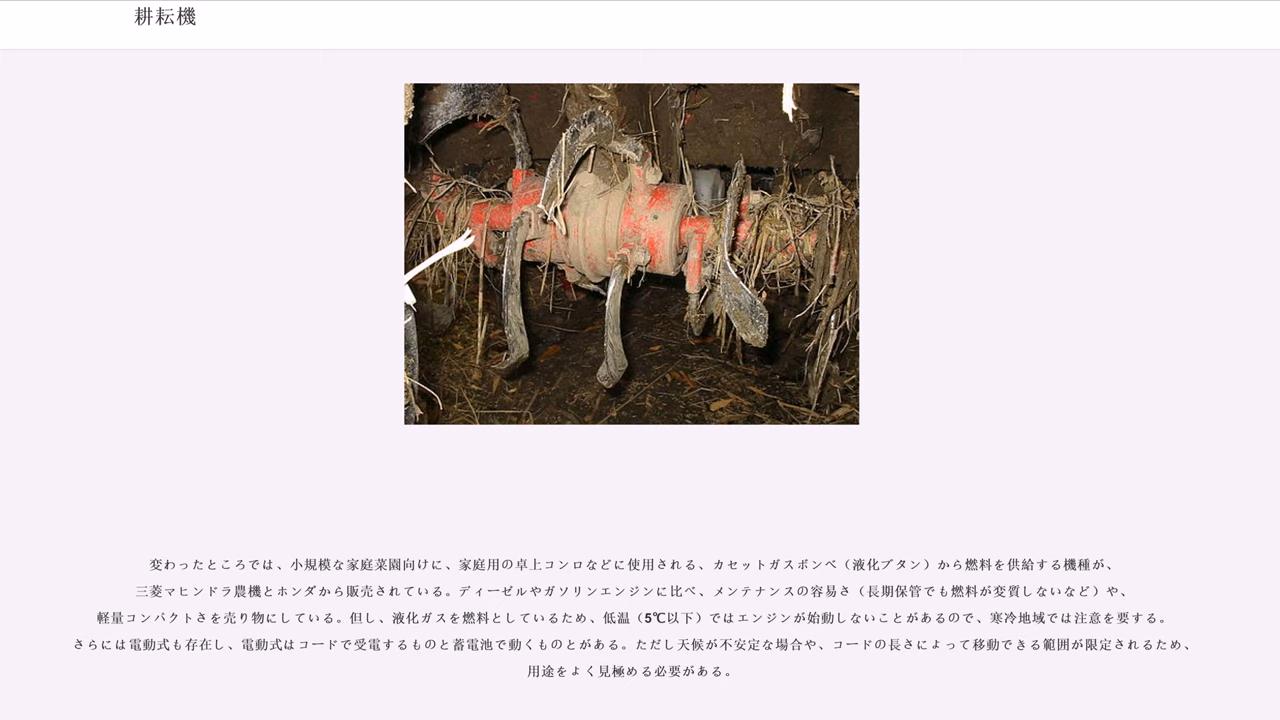 耕耘機
変わったところでは、小規模な家庭菜園向けに、家庭用の卓上コンロなどに使用される、カセットガスボンベ（液化ブタン）から燃料を供給する機種が、
三菱マヒンドラ農機とホンダから販売されている。ディーゼルやガソリンエンジンに比べ、メンテナンスの容易さ（長期保管でも燃料が変質しないなど）や、
軽量コンパクトさを売り物にしている。但し、液化ガスを燃料としているため、低温（5℃以下）ではエンジンが始動しないことがあるので、寒冷地域では注意を要する。
さらには電動式も存在し、電動式はコードで受電するものと蓄電池で動くものとがある。ただし天候が不安定な場合や、コードの長さによって移動できる範囲が限定されるため、
用途をよく見極める必要がある。